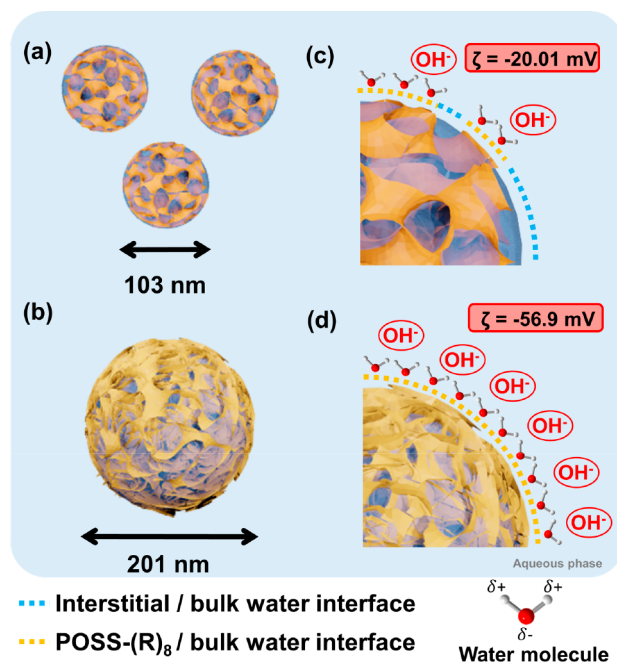 (a)
103 nm
(b)
201 nm
(c)
OH-
ζ = -20.01 mV
OH-
(d)
ζ = -56.9 mV
OH-
OH-
OH-
OH-
OH-
OH-
Aqueous phase
Interstitial / bulk water interface
POSS-(R)8 / bulk water interface
δ+ δ+
δ-
Water molecule